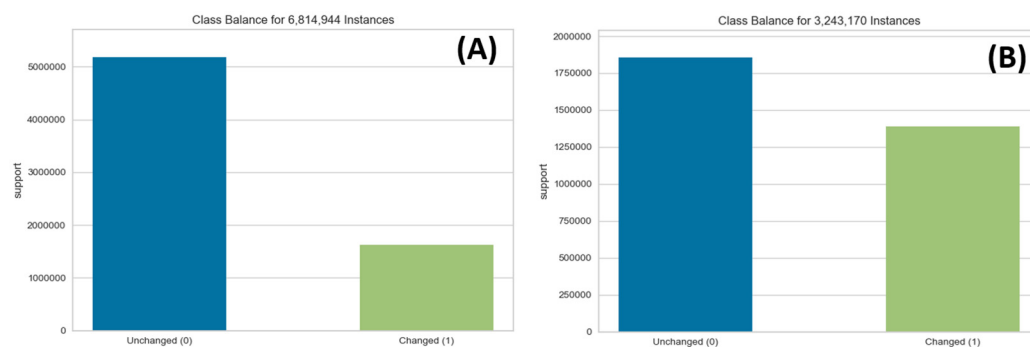 Class Balance for 6,814,944 Instances
(A)
5000000
4000000
3000000
2000000
1000000
0
support
Unchanged (0)
Changed (1)
Class Balance for 3,243,170 Instances
(B)
2000000
1750000
1500000
1250000
1000000
750000
500000
250000
0
support
Unchanged (0)
Changed (1)